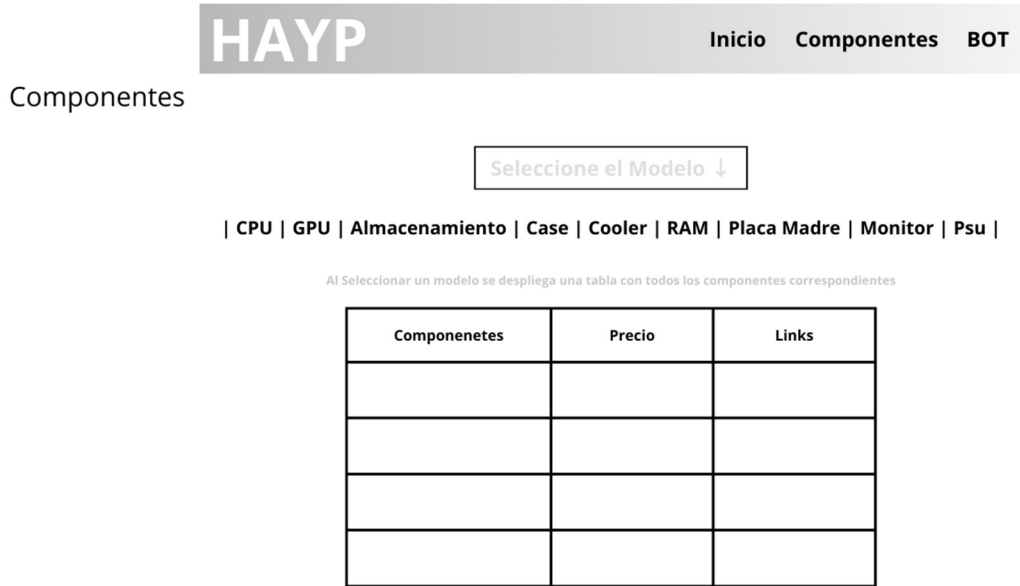 HAYP
Inicio Componentes BOT
Componentes
Seleccione el Modelo ↓
| CPU | GPU | Almacenamiento | Case | Cooler | RAM | Placa Madre | Monitor | Psu |
Al Seleccionar un modelo se despliega una tabla con todos los componentes correspondientes
Componenetes Precio Links